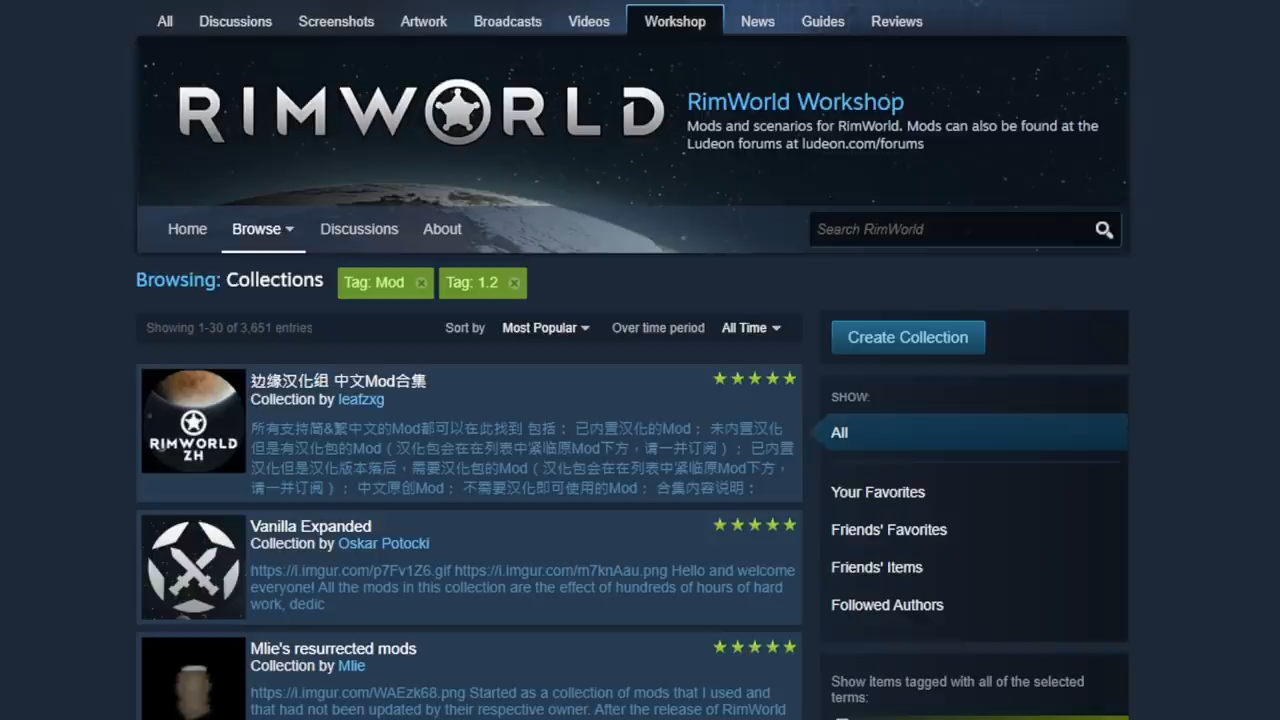 All Discussions Screenshots Artwork Broadcasts Videos Workshop News Guides Reviews
RIMWORLD
RimWorld Workshop
Mods and scenarios for RimWorld. Mods can also be found at the
Ludeon forums at ludeon.com/forums
Home Browse Discussions About
Search RimWorld
Browsing: Collections Tag: Mod Tag: 1.2
Showing 1-30 of 3,651 entries
Sort by Most Popular Over time period All Time
Create Collection
边缘汉化组 中文Mod合集
Collection by leafzxg
RIMWORLD
ZH
所有支持简&繁中文的Mod都可以在此找到 包括： 已内置汉化的Mod； 未内置汉化
但是有汉化包的Mod（汉化包会在在列表中紧临原Mod下方，请一并订阅）； 已内置
汉化但是汉化版本落后，需要汉化包的Mod（汉化包会在在列表中紧临原Mod下方，
请一并订阅）； 中文原创Mod； 不需要汉化即可使用的Mod； 合集内容说明：
Vanilla Expanded
Collection by Oskar Potocki
https://i.imgur.com/p7Fv1Z6.gif https://i.imgur.com/m7knAau.png Hello and welcome
everyone! All the mods in this collection are the effect of hundreds of hours of hard
work, dedic
Mlie's resurrected mods
Collection by Mlie
https://i.imgur.com/WAEzk68.png Started as a collection of mods that I used and
that had not been updated by their respective owner. After the release of RimWorld
SHOW:
All
Your Favorites
Friends' Favorites
Friends' Items
Followed Authors
Show items tagged with all of the selected
terms: